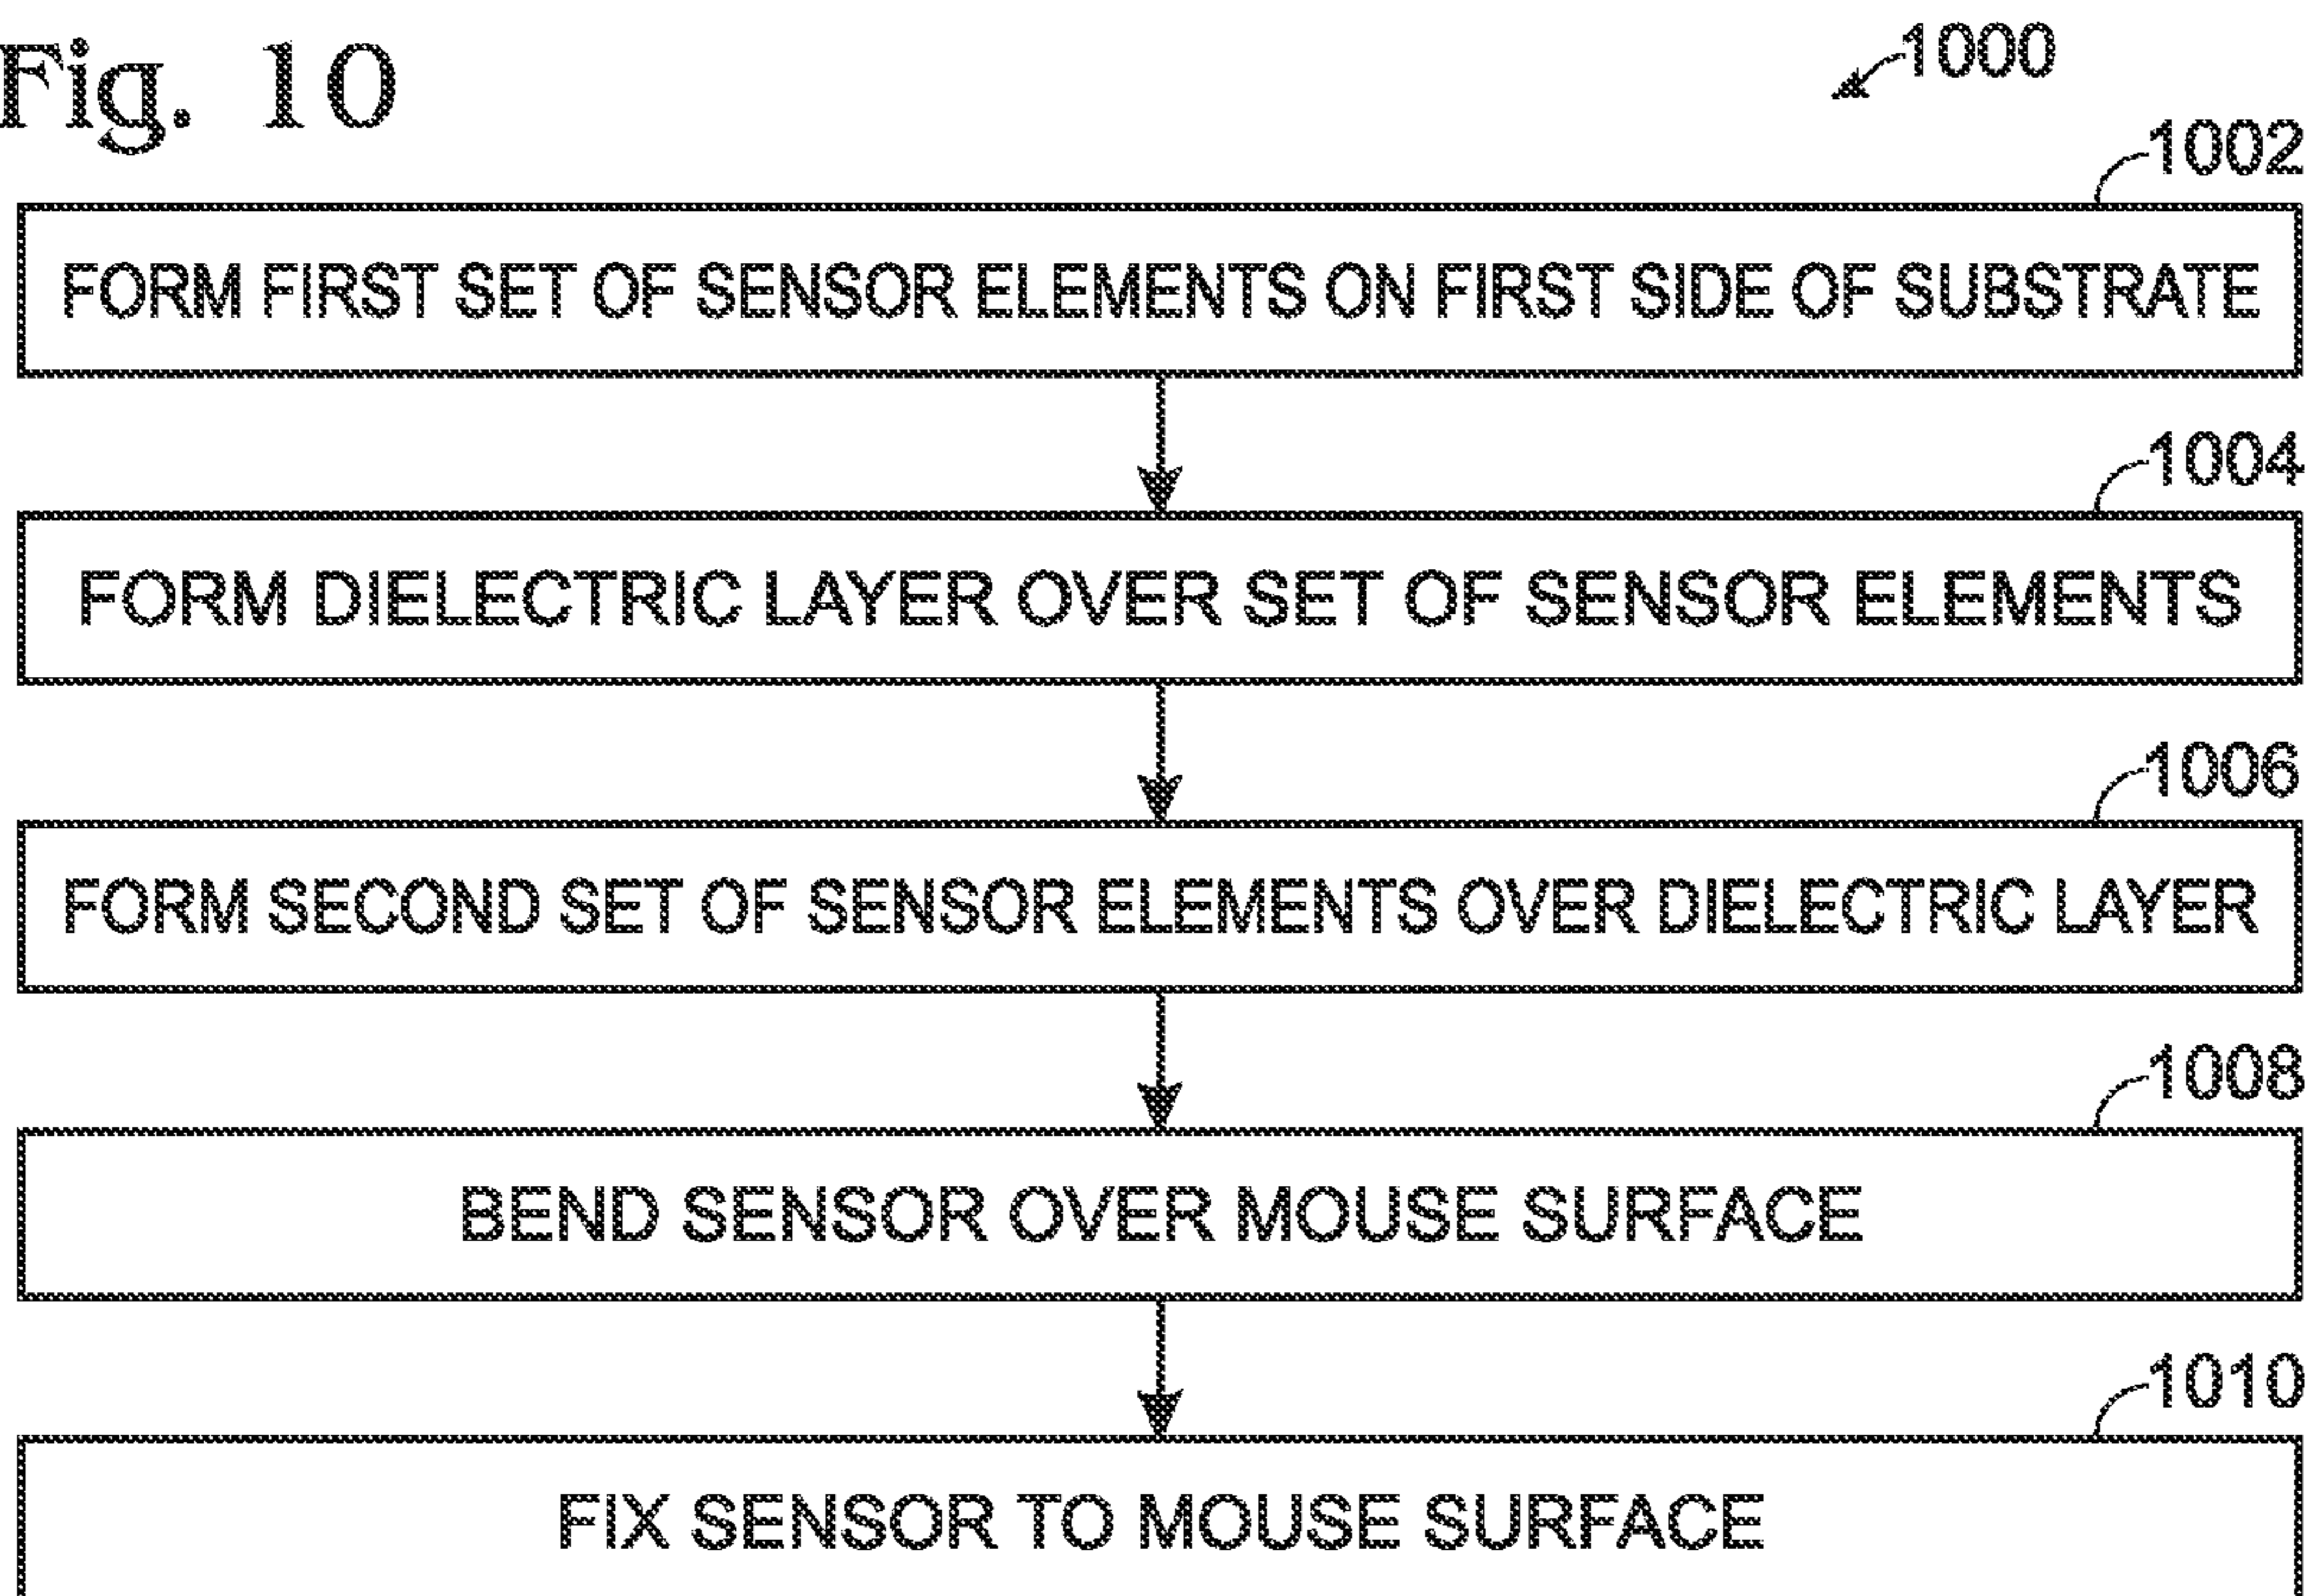 Fig. 10
1000
1002
FORM FIRST SET OF SENSOR ELEMENTS ON FIRST SIDE OF SUBSTRATE
1004
FORM DIELECTRIC LAYER OVER SET OF SENSOR ELEMENTS
1006
FORM SECOND SET OF SENSOR ELEMENTS OVER DIELECTRIC LAYER
1008
BEND SENSOR OVER MOUSE SURFACE
1010
FIX SENSOR TO MOUSE SURFACE